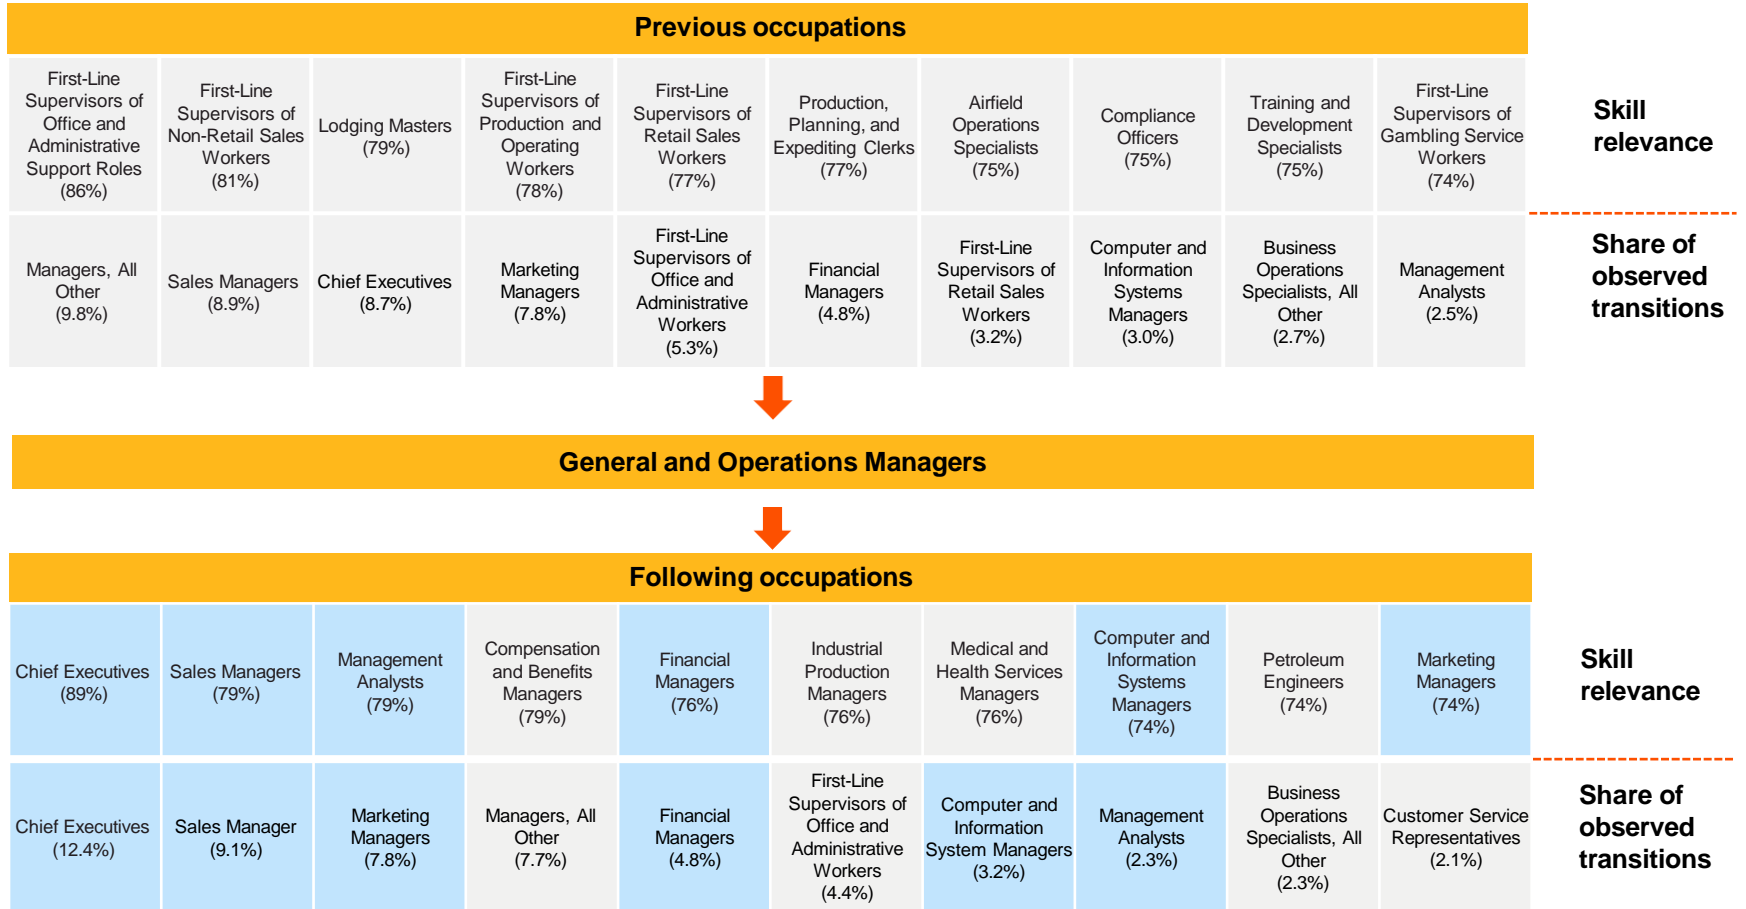 Previous occupations
First-Line
Supervisors of
Office and
Administrative
Support Roles
(86%)
First-Line
Supervisors of
Non-Retail Sales
Workers
(81%)
Lodging Masters
(79%)
First-Line
Supervisors of
Production and
Operating
Workers
(78%)
First-Line
Supervisors of
Retail Sales
Workers
(77%)
Production,
Planning, and
Expediting Clerks
(77%)
Airfield
Operations
Specialists
(75%)
Compliance
Officers
(75%)
Training and
Development
Specialists
(75%)
First-Line
Supervisors of
Gambling Service
Workers
(74%)
Skill
relevance
Managers, All
Other
(9.8%)
Sales Managers
(8.9%)
Chief Executives
(8.7%)
Marketing
Managers
(7.8%)
First-Line
Supervisors of
Office and
Administrative
Workers
(5.3%)
Financial
Managers
(4.8%)
First-Line
Supervisors of
Retail Sales
Workers
(3.2%)
Computer and
Information
Systems
Managers
(3.0%)
Business
Operations
Specialists, All
Other
(2.7%)
Management
Analysts
(2.5%)
Share of
observed
transitions
General and Operations Managers
Following occupations
Chief Executives
(89%)
Sales Managers
(79%)
Management
Analysts
(79%)
Compensation
and Benefits
Managers
(79%)
Financial
Managers
(76%)
Industrial
Production
Managers
(76%)
Medical and
Health Services
Managers
(76%)
Computer and
Information
Systems
Managers
(74%)
Petroleum
Engineers
(74%)
Marketing
Managers
(74%)
Skill
relevance
Chief Executives
(12.4%)
Sales Manager
(9.1%)
Marketing
Managers
(7.8%)
Managers, All
Other
(7.7%)
Financial
Managers
(4.8%)
First-Line
Supervisors of
Office and
Administrative
Workers
(4.4%)
Computer and
Information
System Managers
(3.2%)
Management
Analysts
(2.3%)
Business
Operations
Specialists, All
Other
(2.3%)
Customer Service
Representatives
(2.1%)
Share of
observed
transitions